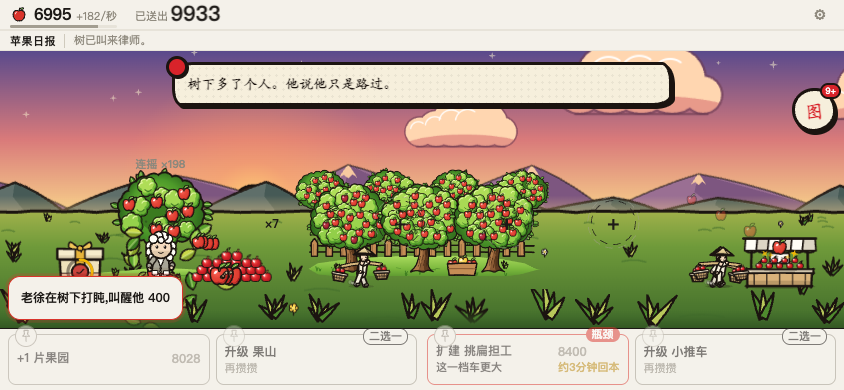 6995 +182/秒 已送出 9933
苹果日报 树已叫来律师。
树下多了个人。他说他只是路过。
9+
图
连摇 ×198
×7
+
老徐在树下打盹,叫醒他 400
+1 片果园 8028
二选一
升级 果山
再攒攒
瓶颈
扩建 挑扁担工 8400
这一档车更大 约3分钟回本
二选一
升级 小推车
再攒攒